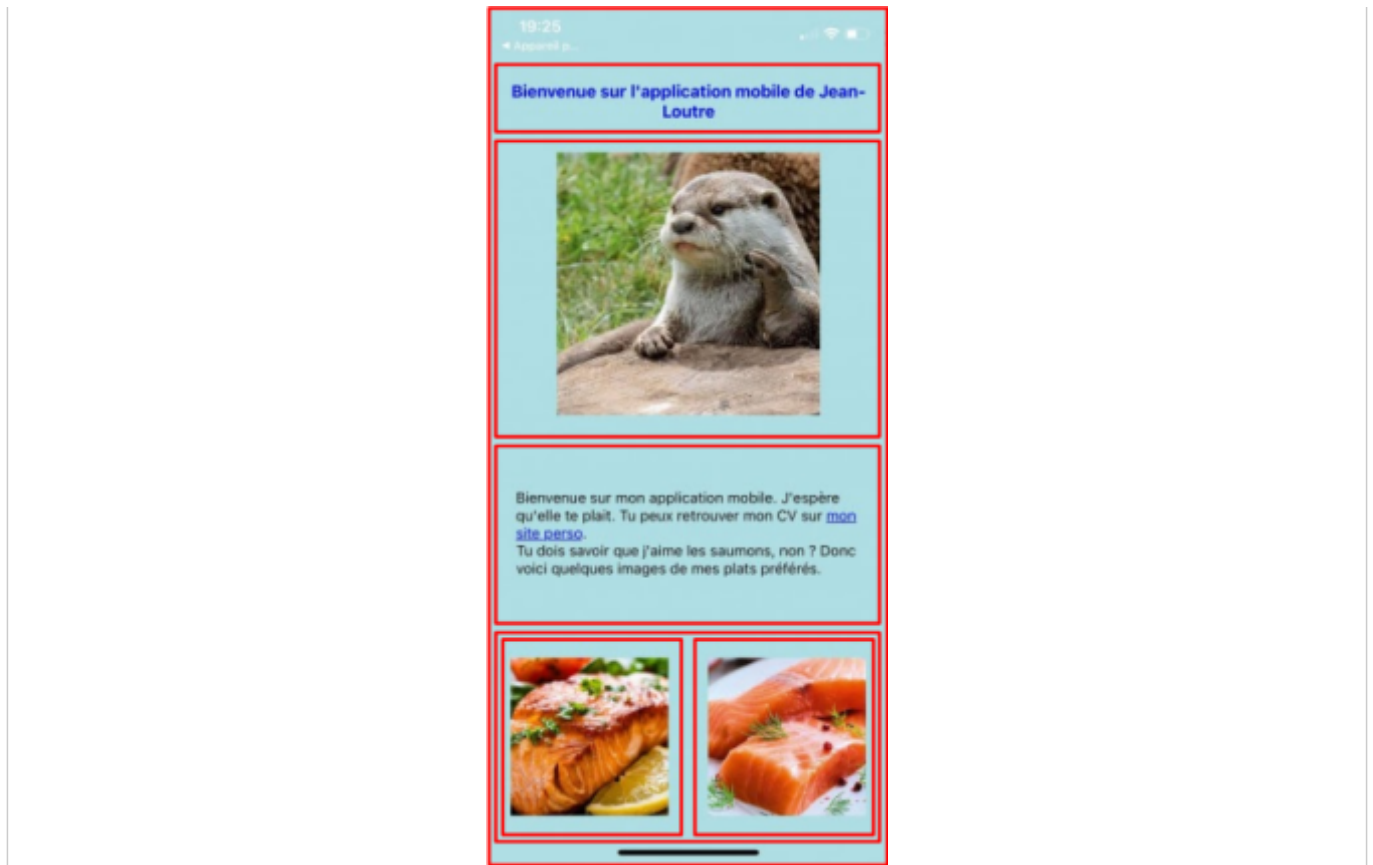 19:25
◀ Appareil p...
Bienvenue sur l'application mobile de Jean-
Loutre
Bienvenue sur mon application mobile. J'espère
qu'elle te plait. Tu peux retrouver mon CV sur mon
site perso.
Tu dois savoir que j'aime les saumons, non ? Donc
voici quelques images de mes plats préférés.